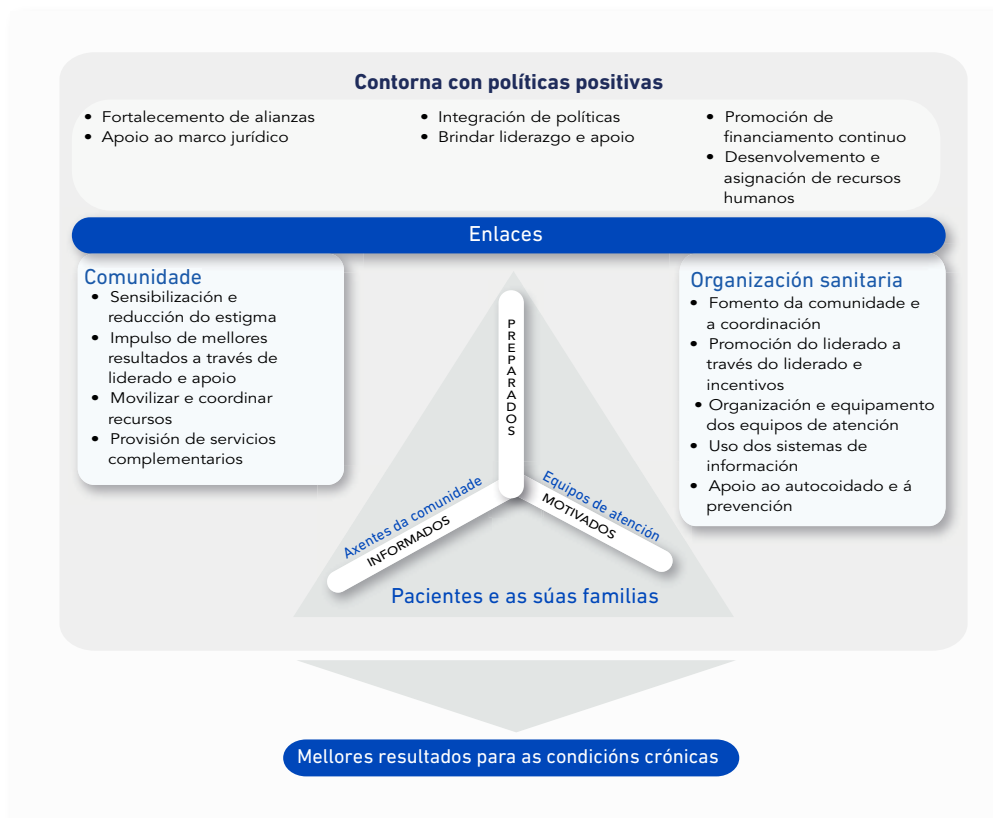 Contorna con políticas positivas
• Fortalecemento de alianzas
• Apoio ao marco jurídico
• Integración de políticas
• Brindar liderazgo e apoio
• Promoción de
financiamento continuo
• Desenvolvemento e
asignación de recursos
humanos
Enlaces
Comunidade
• Sensibilización e
reducción do estigma
• Impulso de mellores
resultados a través de
liderado e apoio
• Movilizar e coordinar
recursos
• Provisión de servicios
complementarios
PREPARADOS
Axentes da comunidade
INFORMADOS
Equipos de atención
MOTIVADOS
Pacientes e as súas familias
Organización sanitaria
• Fomento da comunidade e
a coordinación
• Promoción do liderado a
través do liderado e
incentivos
• Organización e equipamento
dos equipos de atención
• Uso dos sistemas de
información
• Apoio ao autocoidado e á
prevención
Mellores resultados para as condicións crónicas